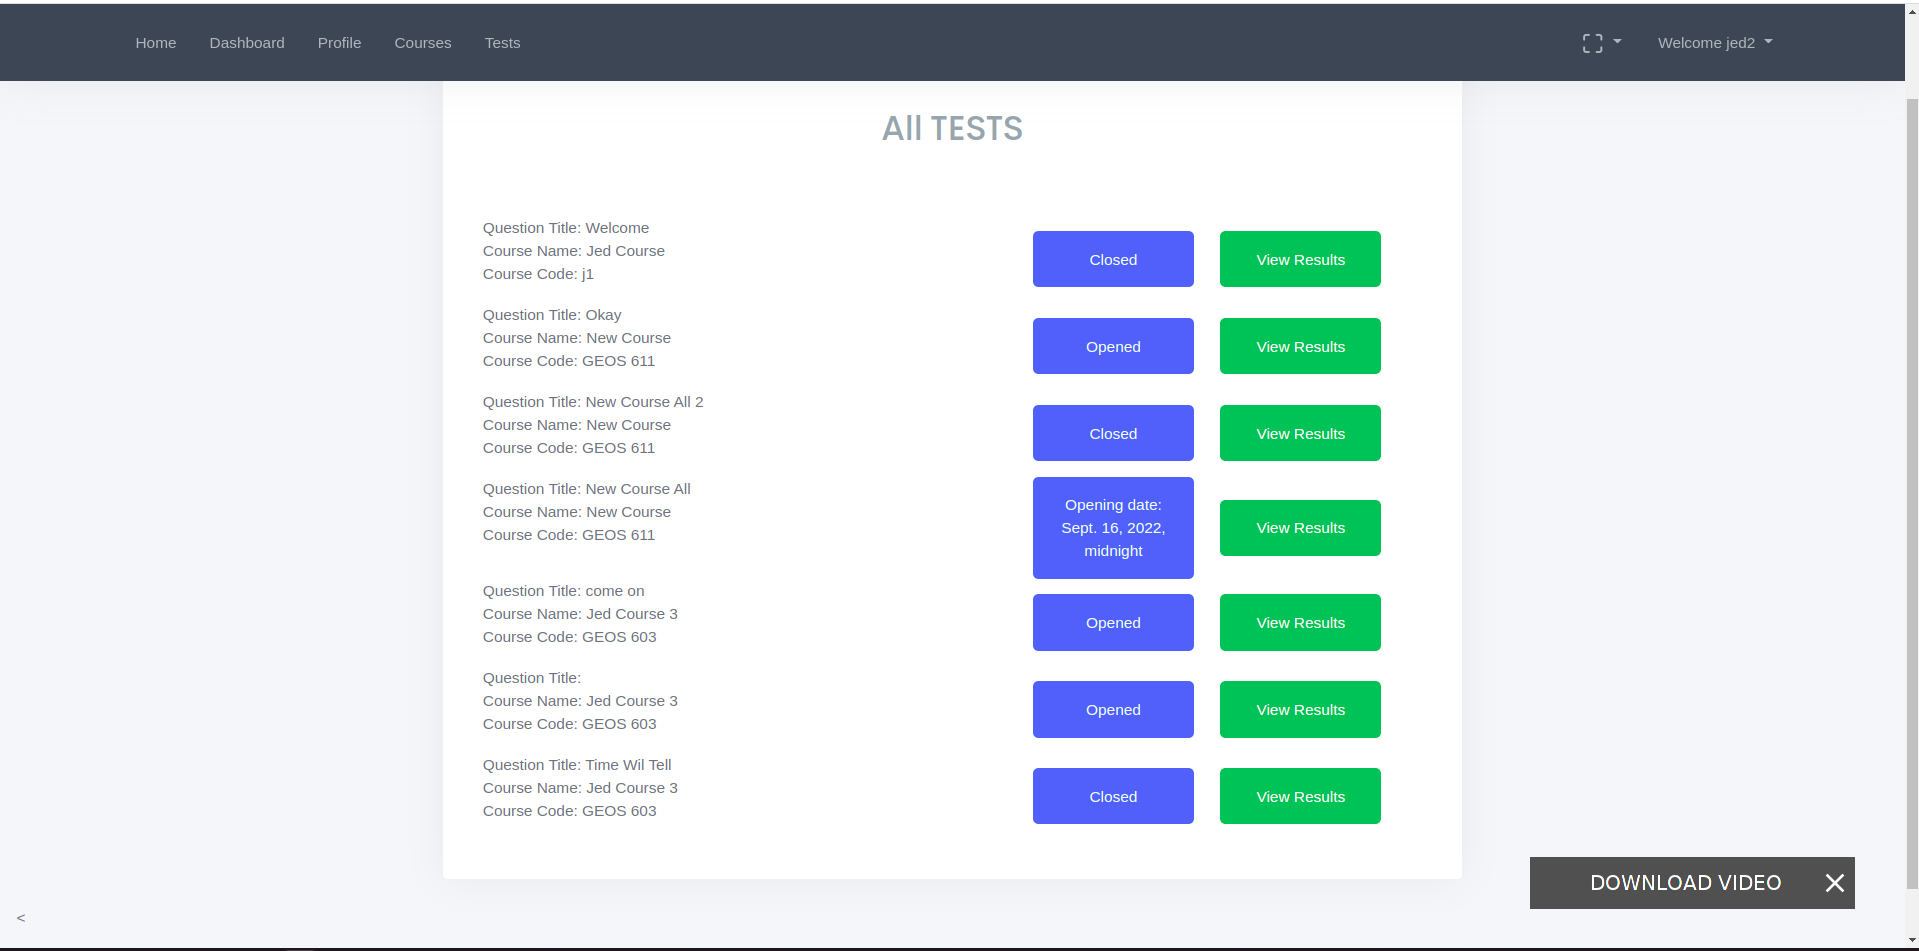 Home Dashboard Profile Courses Tests Welcome jed2
All TESTS
Question Title: Welcome
Course Name: Jed Course
Course Code: j1
Closed View Results
Question Title: Okay
Course Name: New Course
Course Code: GEOS 611
Opened View Results
Question Title: New Course All 2
Course Name: New Course
Course Code: GEOS 611
Closed View Results
Question Title: New Course All
Course Name: New Course
Course Code: GEOS 611
Opening date:
Sept. 16, 2022,
midnight
View Results
Question Title: come on
Course Name: Jed Course 3
Course Code: GEOS 603
Opened View Results
Question Title:
Course Name: Jed Course 3
Course Code: GEOS 603
Opened View Results
Question Title: Time Wil Tell
Course Name: Jed Course 3
Course Code: GEOS 603
Closed View Results
DOWNLOAD VIDEO
<